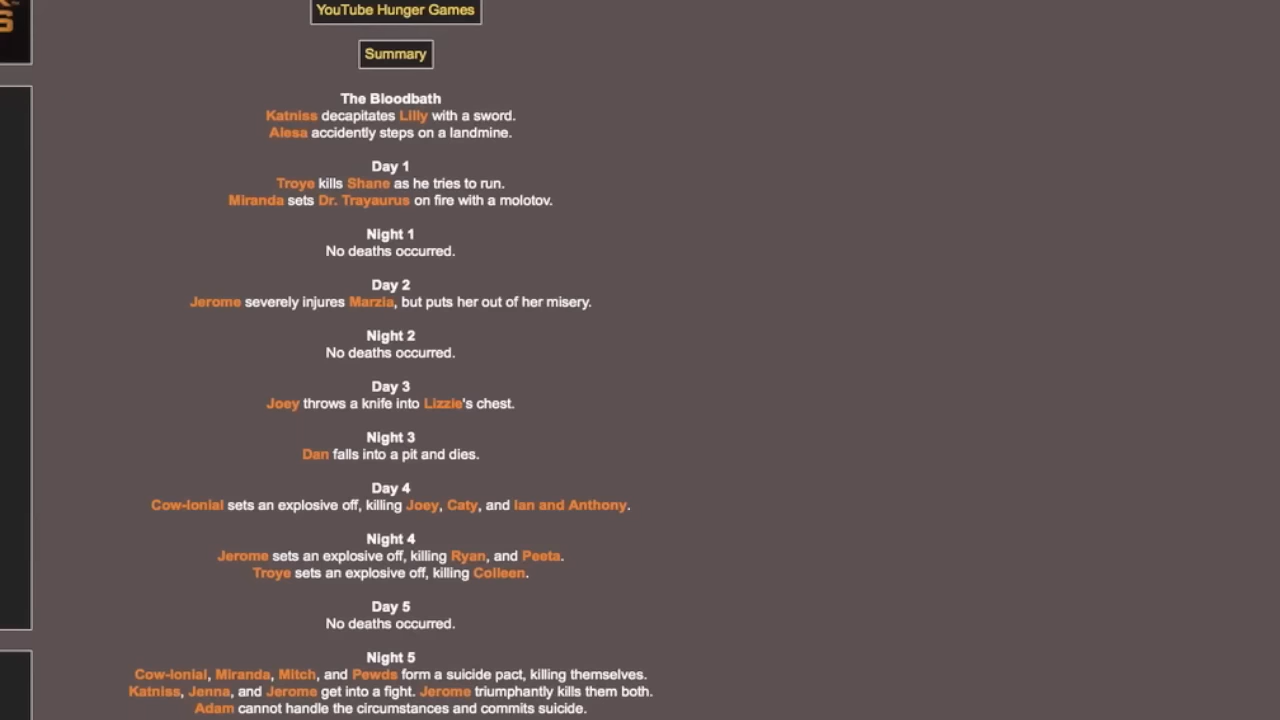 YouTube Hunger Games
Summary
The Bloodbath
Katniss decapitates Lilly with a sword.
Alesa accidently steps on a landmine.
Day 1
Troye kills Shane as he tries to run.
Miranda sets Dr. Trayaurus on fire with a molotov.
Night 1
No deaths occurred.
Day 2
Jerome severely injures Marzia, but puts her out of her misery.
Night 2
No deaths occurred.
Day 3
Joey throws a knife into Lizzie's chest.
Night 3
Dan falls into a pit and dies.
Day 4
Cow-lonial sets an explosive off, killing Joey, Caty, and Ian and Anthony.
Night 4
Jerome sets an explosive off, killing Ryan, and Peeta.
Troye sets an explosive off, killing Colleen.
Day 5
No deaths occurred.
Night 5
Cow-lonial, Miranda, Mitch, and Pewds form a suicide pact, killing themselves.
Katniss, Jenna, and Jerome get into a fight. Jerome triumphantly kills them both.
Adam cannot handle the circumstances and commits suicide.